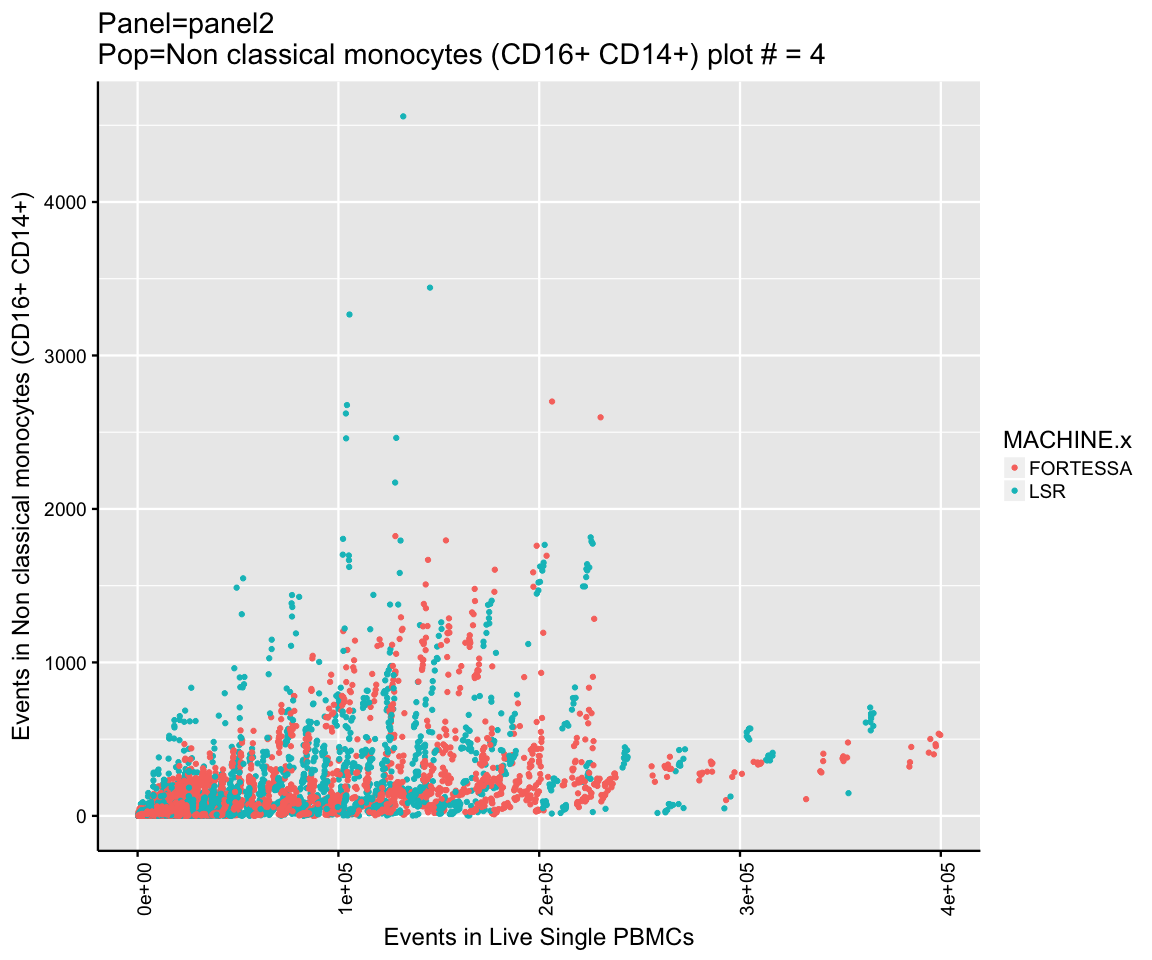 Panel=panel2
Pop=Non classical monocytes (CD16+ CD14+) plot # = 4
Events in Non classical monocytes (CD16+ CD14+)
4000
3000
2000
1000
0
0e+00
1e+05
2e+05
3e+05
4e+05
Events in Live Single PBMCs
MACHINE.x
FORTESSA
LSR